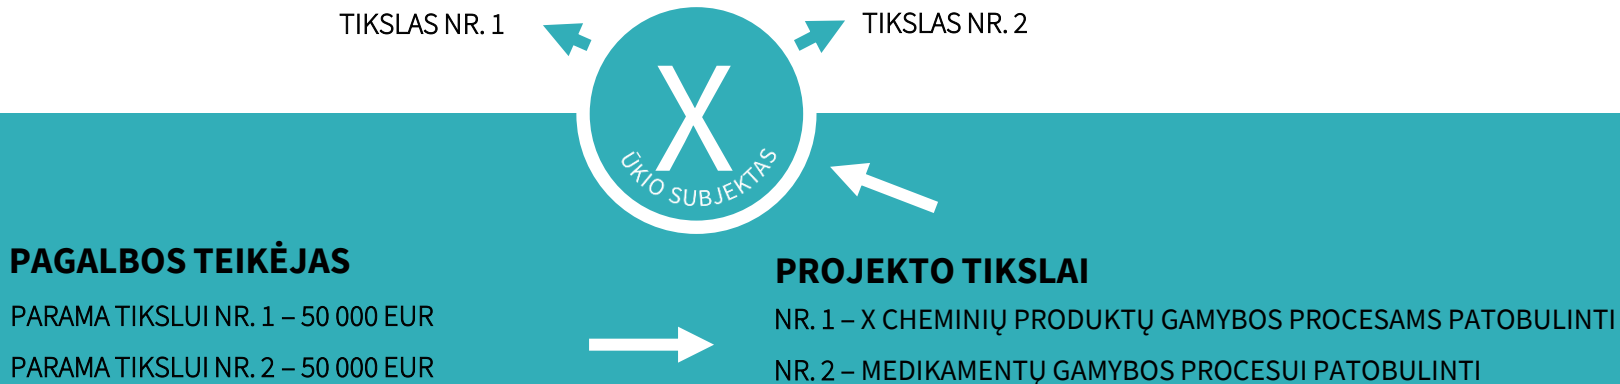 TIKSLAS NR. 1
TIKSLAS NR. 2
X
ŪKIO SUBJEKTAS
PAGALBOS TEIKĖJAS
PARAMA TIKSLUI NR. 1 – 50 000 EUR
PARAMA TIKSLUI NR. 2 – 50 000 EUR
PROJEKTO TIKSLAI
NR. 1 – X CHEMINIŲ PRODUKTŲ GAMYBOS PROCESAMS PATOBULINTI
NR. 2 – MEDIKAMENTŲ GAMYBOS PROCESUI PATOBULINTI